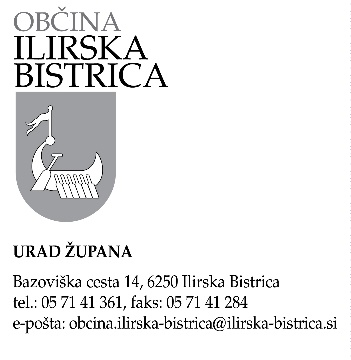 OBČINA
ILIRSKA
BISTRICA
URAD ŽUPANA
Bazoviška cesta 14, 6250 Ilirska Bistrica
tel.: 05 71 41 361, faks: 05 71 41 284
e-pošta: obcina.ilirska-bistrica@ilirska-bistrica.si